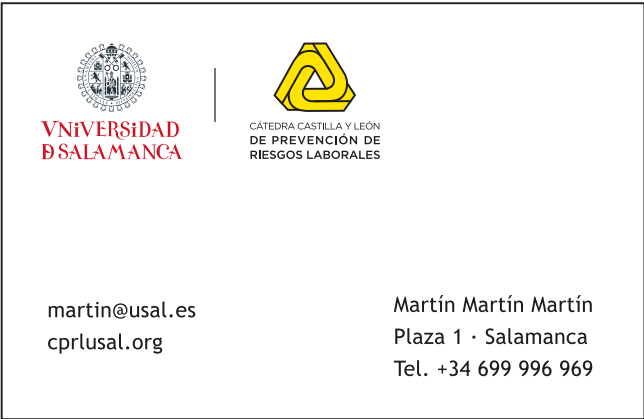 VNiVERSiDAD
D SALAMANCA
CÁTEDRA CASTILLA Y LEÓN
DE PREVENCIÓN DE
RIESGOS LABORALES
martin@usal.es
cprlusal.org
Martín Martín Martín
Plaza 1 · Salamanca
Tel. +34 699 996 969